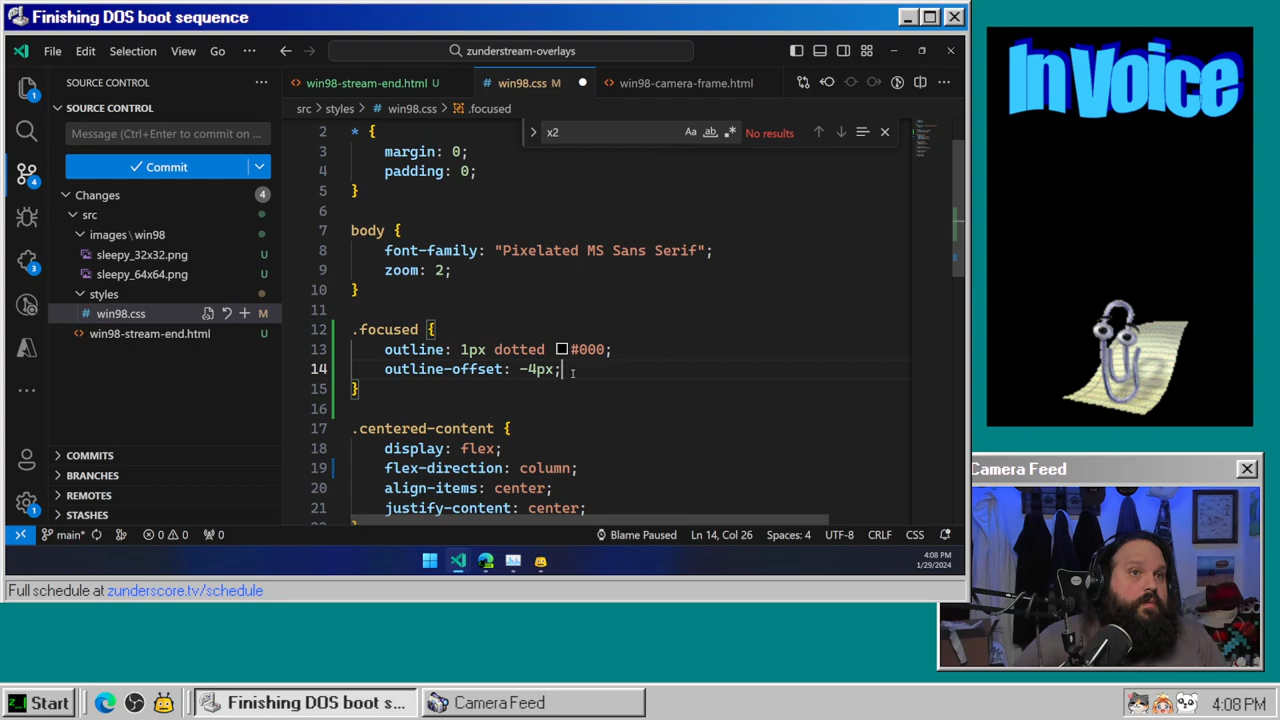 Finishing DOS boot sequence
File Edit Selection View Go ··· zunderstream-overlays
SOURCE CONTROL ···
win98-stream-end.html U
win98.css M
win98-camera-frame.html
SOURCE CONTROL
src > styles > # win98.css > .focused
Message (Ctrl+Enter to commit on ...
Commit
x2 Aa ab .* No results
Changes 4
src
images\win98
sleepy_32x32.png U
sleepy_64x64.png U
styles
# win98.css M
win98-stream-end.html U
COMMITS
BRANCHES
REMOTES
STASHES
2 * {
3 margin: 0;
4 padding: 0;
5 }
6
7 body {
8 font-family: "Pixelated MS Sans Serif";
9 zoom: 2;
10 }
11
12 .focused {
13 outline: 1px dotted #000;
14 outline-offset: -4px;
15 }
16
17 .centered-content {
18 display: flex;
19 flex-direction: column;
20 align-items: center;
21 justify-content: center;
1
4
3
1
main* 0 0 0 Blame Paused Ln 14, Col 26 Spaces: 4 UTF-8 CRLF CSS
4:08 PM
1/29/2024
Full schedule at zunderscore.tv/schedule
InVoice
Camera Feed
Start
Finishing DOS boot s...
Camera Feed
4:08 PM